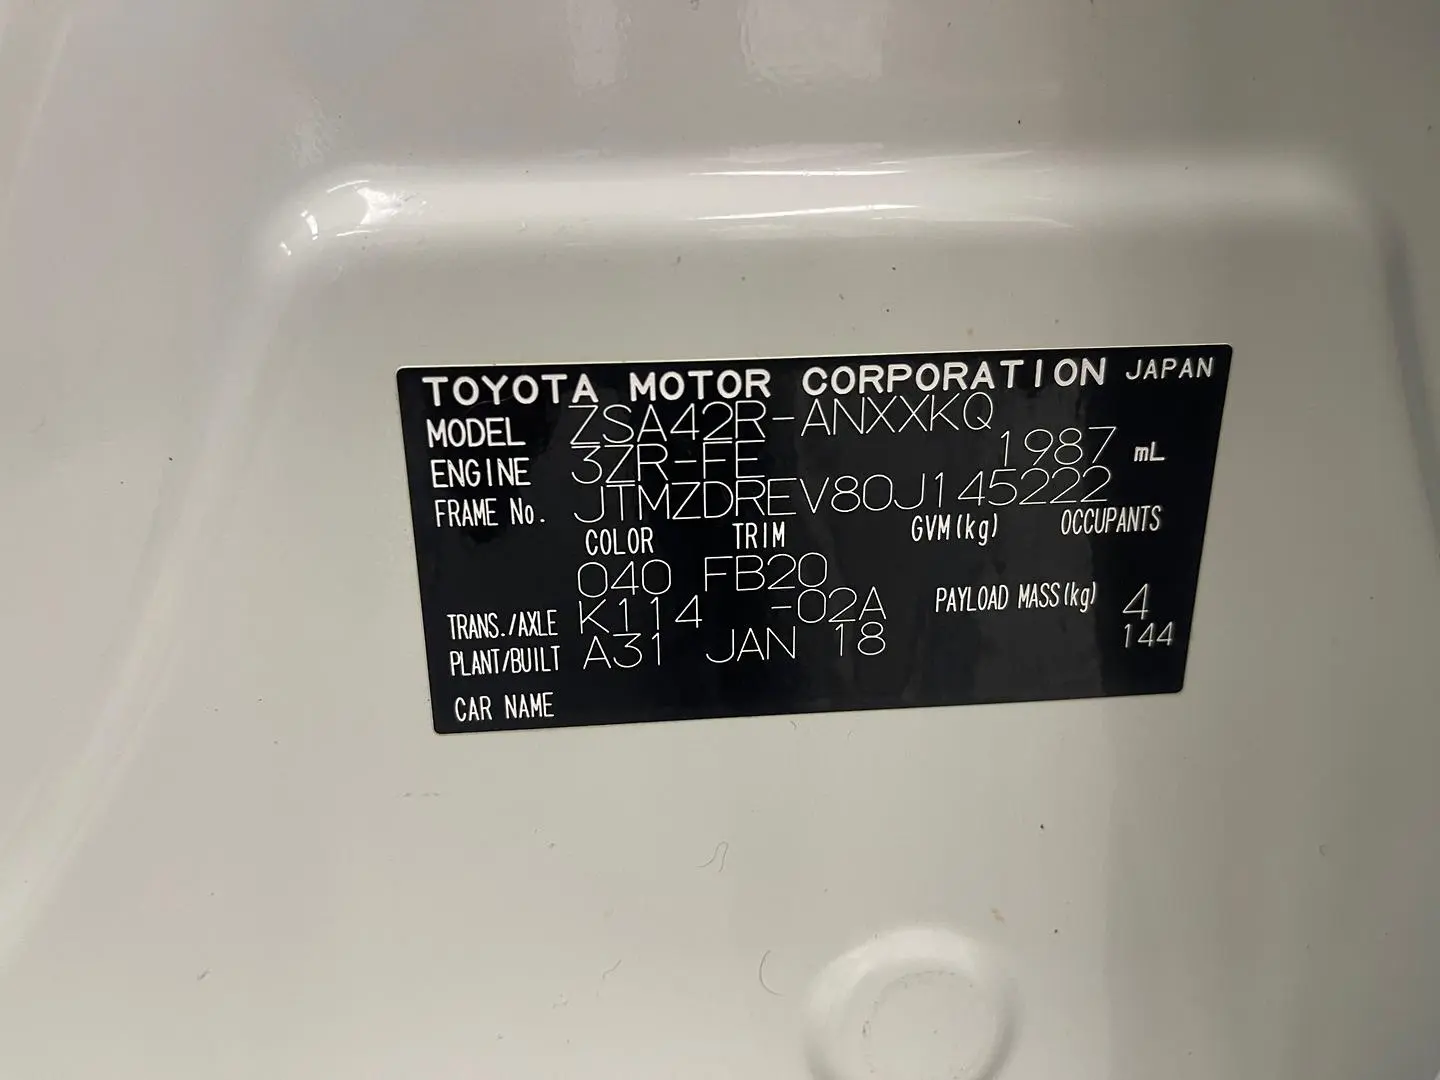 TOYOTA MOTOR CORPORATION JAPAN
MODEL ZSA42R-ANXXKQ
ENGINE 3ZR-FE 1987 mL
FRAME No. JTMZDREV80J145222
COLOR TRIM GVM(kg) OCCUPANTS
040 FB20
TRANS./AXLE K114 -02A PAYLOAD MASS(kg) 4
PLANT/BUILT A31 JAN 18 144
CAR NAME